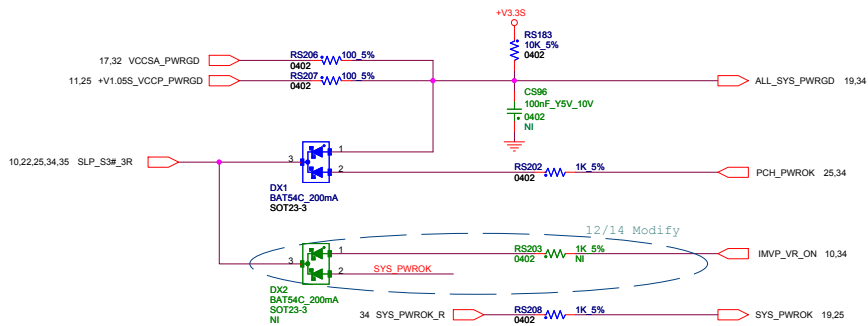 +V3.3S
RS183
10K_5%
0402
17,32 VCCSA_PWRGD
RS206 100_5%
0402
11,25 +V1.05S_VCCP_PWRGD
RS207 100_5%
0402
ALL_SYS_PWRGD 19,34
CS96
100nF_Y5V_10V
0402
NI
10,22,25,34,35 SLP_S3#_3R
3
1
2
DX1
BAT54C_200mA
SOT23-3
RS202 1K_5%
0402
PCH_PWROK 25,34
12/14 Modify
3
1
2
SYS_PWROK
RS203 1K_5%
0402 NI
IMVP_VR_ON 10,34
DX2
BAT54C_200mA
SOT23-3
NI
34 SYS_PWROK_R
RS208 1K_5%
0402
SYS_PWROK 19,25